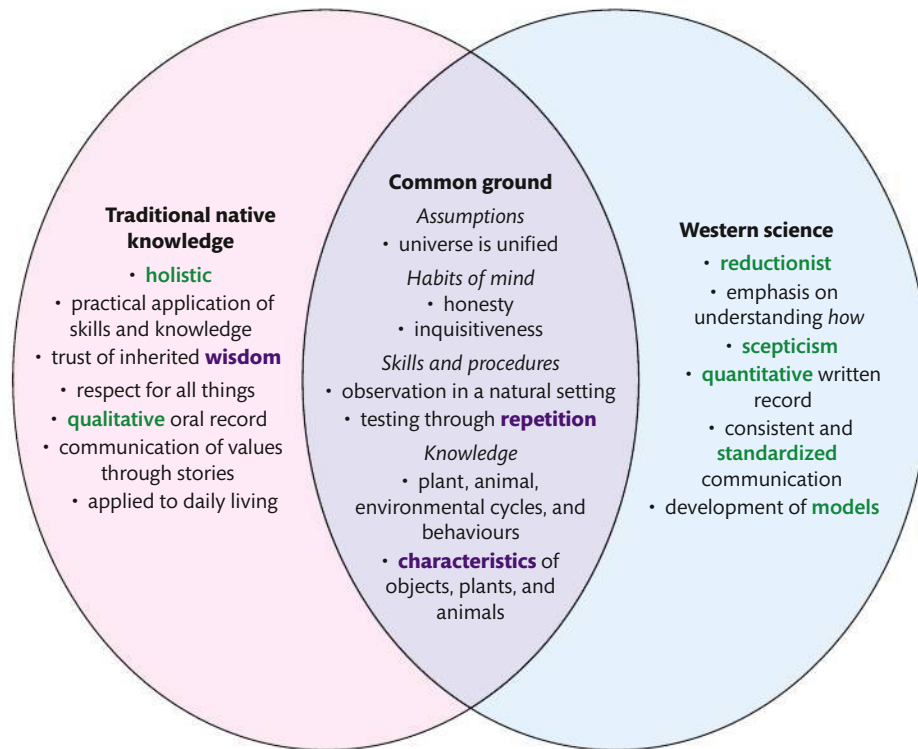 Traditional native
knowledge
• holistic
• practical application of
skills and knowledge
• trust of inherited wisdom
• respect for all things
• qualitative oral record
• communication of values
through stories
• applied to daily living
Common ground
Assumptions
• universe is unified
Habits of mind
• honesty
• inquisitiveness
Skills and procedures
• observation in a natural setting
• testing through repetition
Knowledge
• plant, animal,
environmental cycles, and
behaviours
• characteristics of
objects, plants, and
animals
Western science
• reductionist
• emphasis on
understanding how
• scepticism
• quantitative written
record
• consistent and
standardized
communication
• development of models